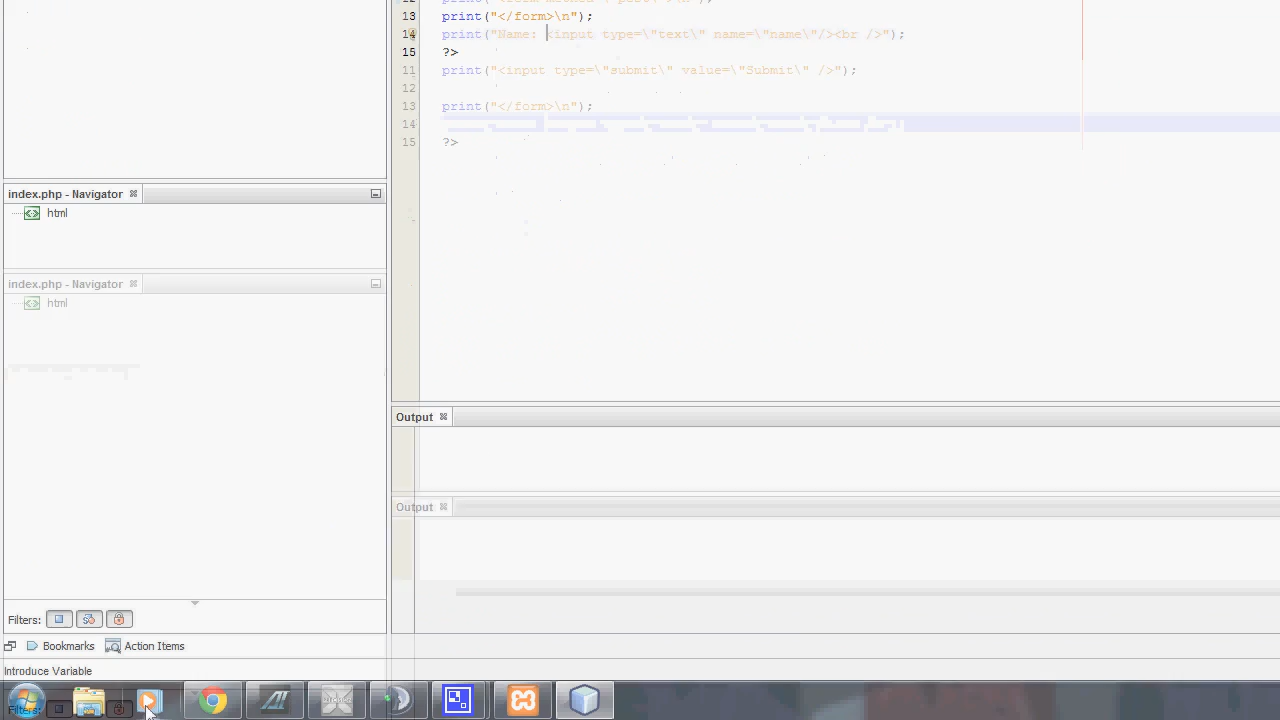 13 print("</form>\n");
14 print("Name: <input type=\"text\" name=\"name\"/><br />");
15 ?>
11 print("<input type=\"submit\" value=\"Submit\" />");
12
13 print("</form>\n");
14
15 ?>
index.php - Navigator
html
index.php - Navigator
html
Output
Output
Filters:
Bookmarks Action Items
Introduce Variable